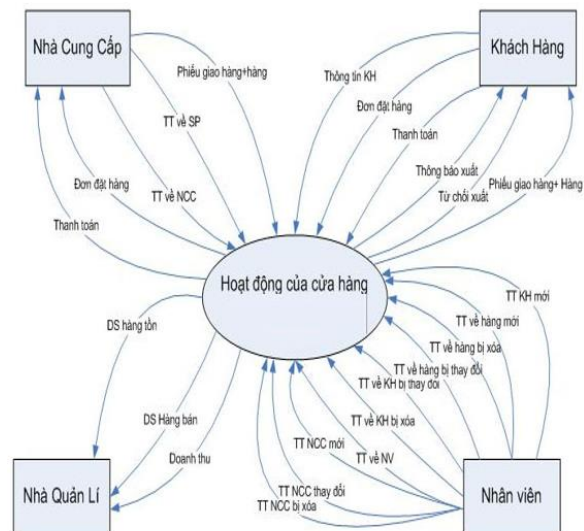 Nhà Cung Cấp
Khách Hàng
Phiếu giao hàng+hàng
Thông tin KH
TT về SP
Đơn đặt hàng
Thanh toán
Đơn đặt hàng
TT về NCC
Thông báo xuất
Từ chối xuất
Phiếu giao hàng+ Hàng
Thanh toán
Hoạt động của cửa hàng
TT KH mới
DS hàng tồn
TT về hàng mới
TT về hàng bị xóa
TT về hàng bị thay đổi
TT về KH bị thay đổi
DS Hàng bán
TT về KH bị xóa
TT NCC mới
Doanh thu
TT về NV
Nhà Quản Lí
TT NCC thay đổi
TT NCC bị xóa
Nhân viên